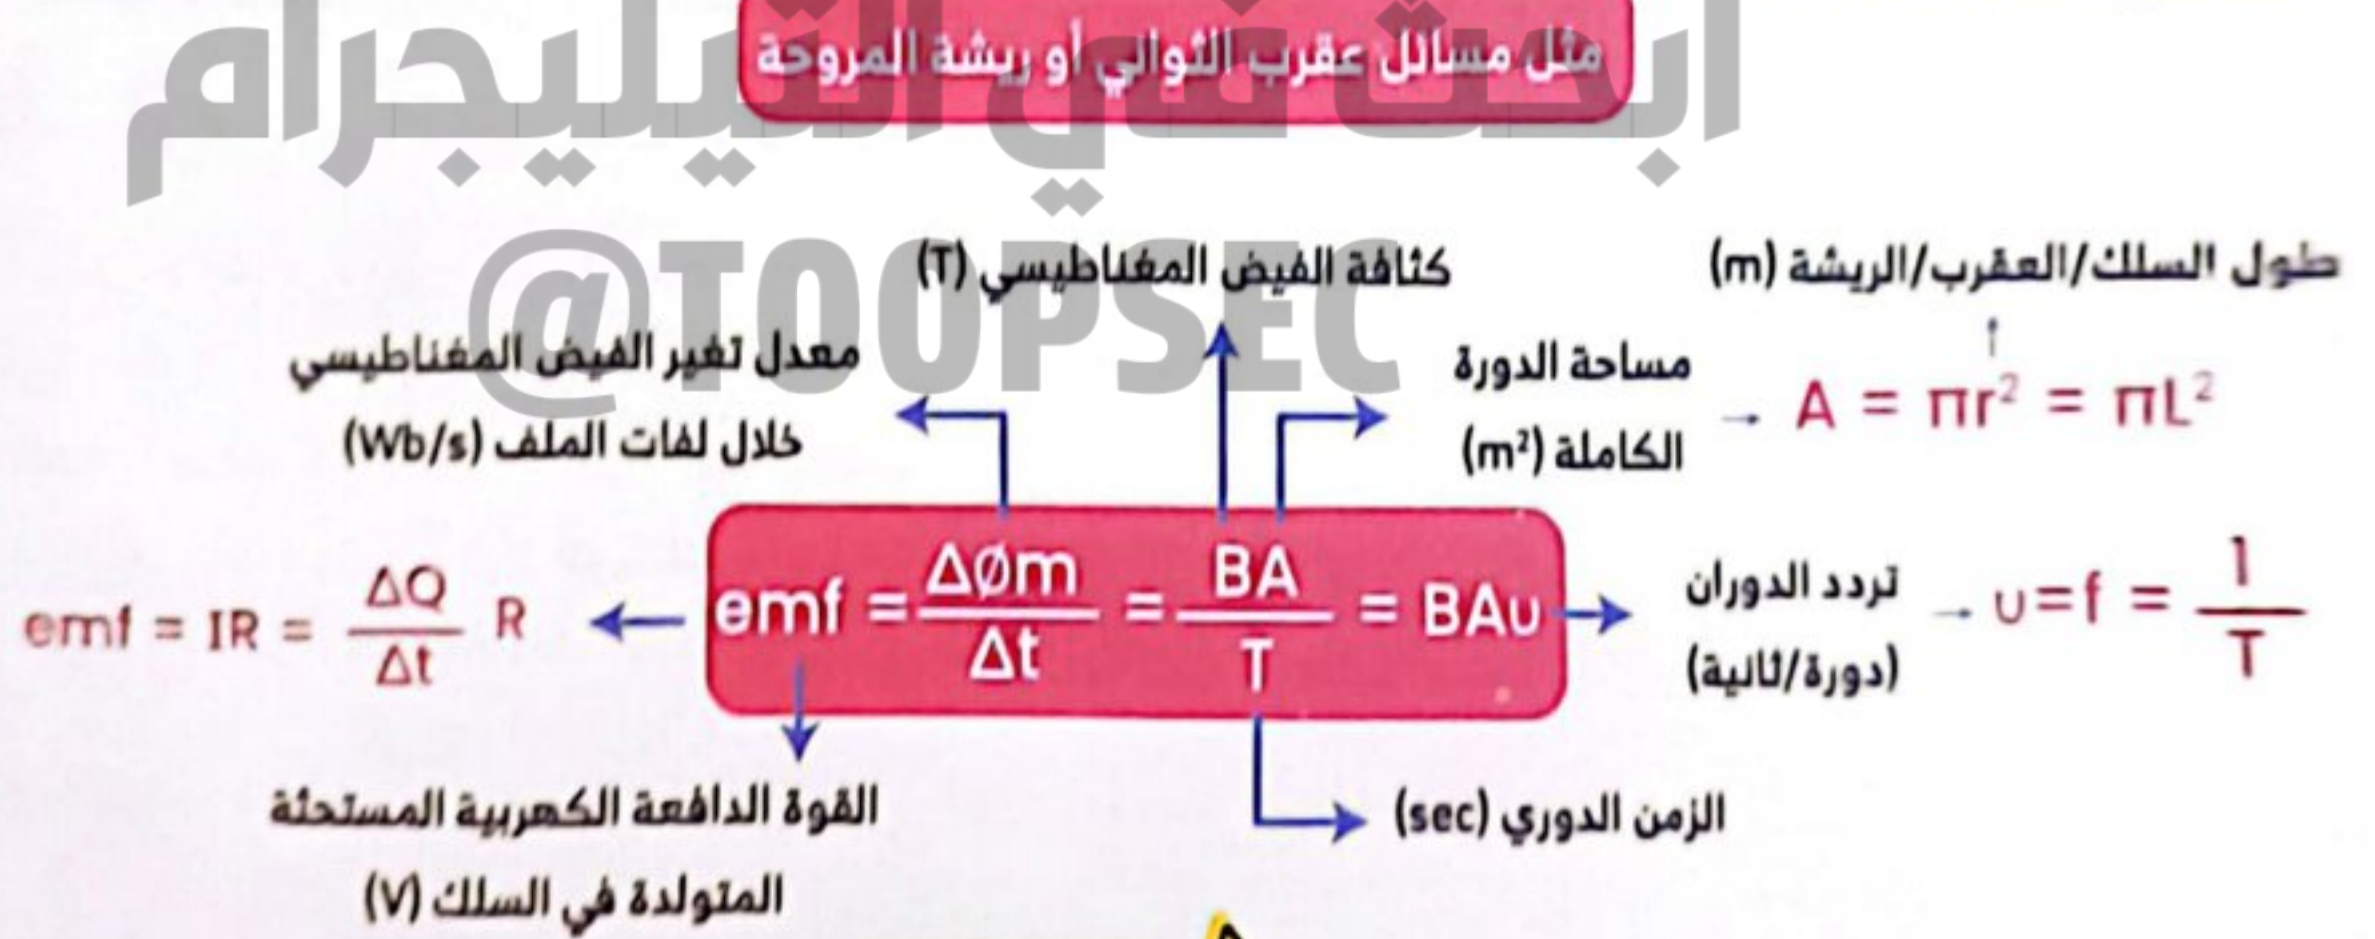 مثل مسائل عقرب الثواني أو ريشة المروحة
ابحث في التيليجرام
@TOOPSEC
كثافة الفيض المغناطيسي (T)
طول السلك/العقرب/الريشة (m)
معدل تغير الفيض المغناطيسي
خلال لفات الملف (Wb/s)
مساحة الدورة
الكاملة (m²)
→ A = πr² = πL²
emf = IR = ΔQ/Δt R
emf = Δøm/Δt = BA/T = BAυ
تردد الدوران
(دورة/ثانية)
→ υ=f = 1/T
القوة الدافعة الكهربية المستحثة
المتولدة في السلك (V)
الزمن الدوري (sec)